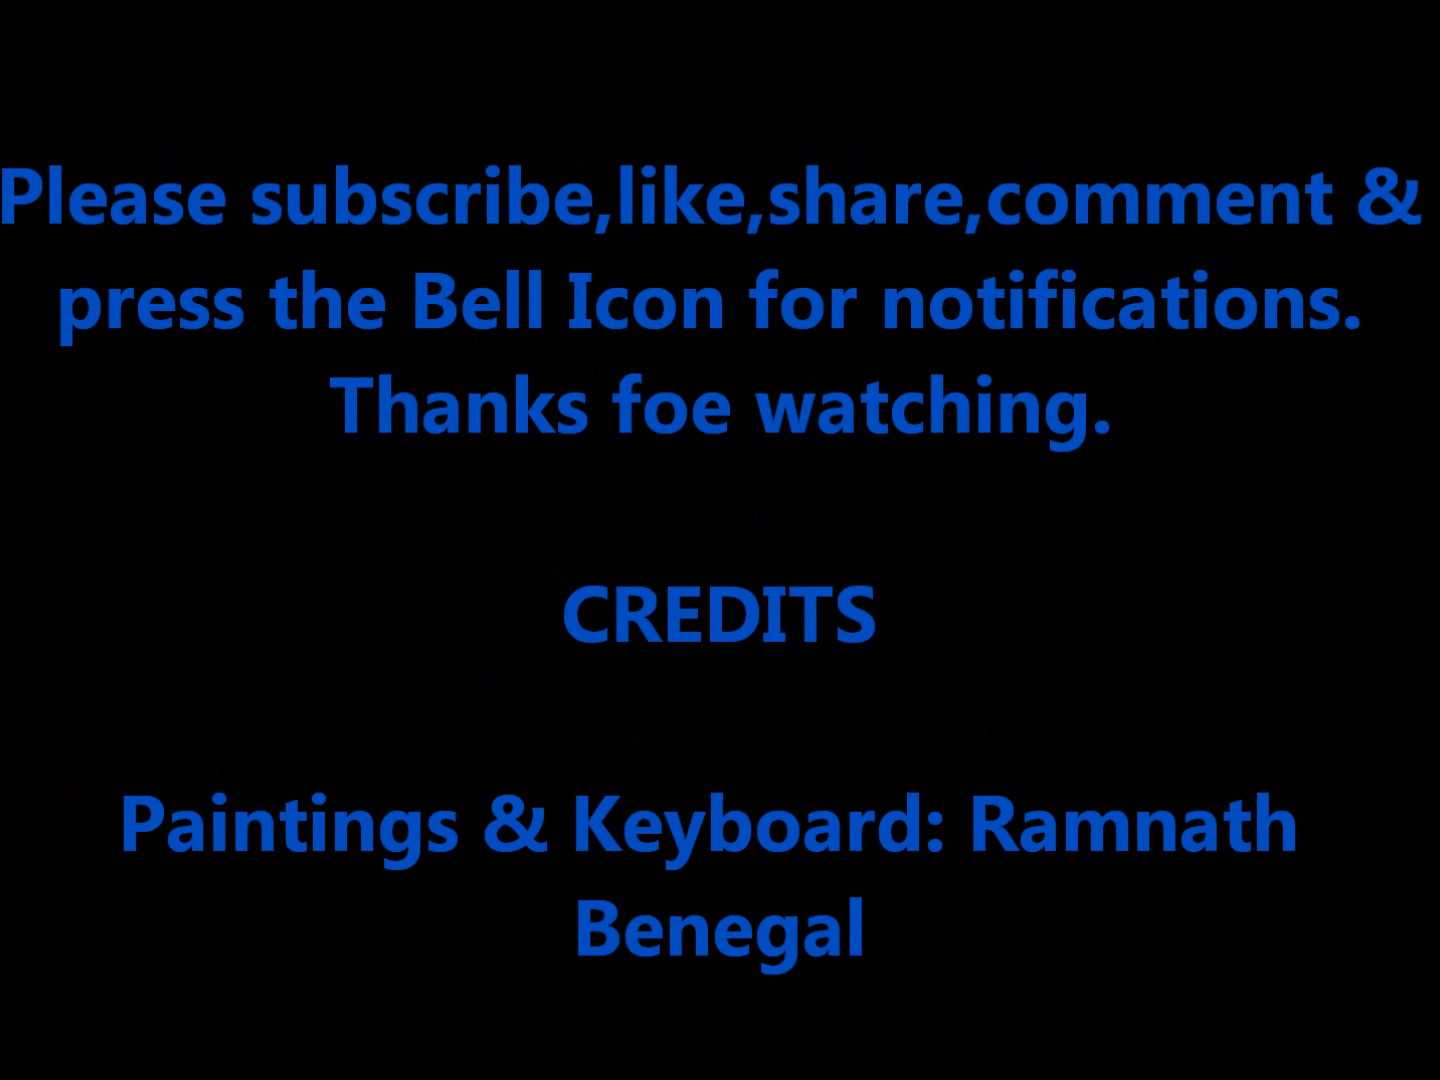 Please subscribe,like,share,comment &
press the Bell Icon for notifications.
Thanks foe watching.
CREDITS
Paintings & Keyboard: Ramnath
Benegal